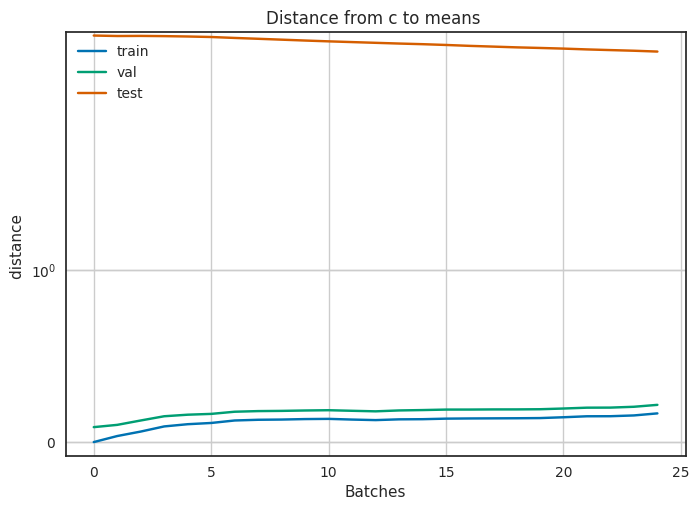 Distance from c to means
train
val
test
distance
10⁰
0
0
5
10
15
20
25
Batches